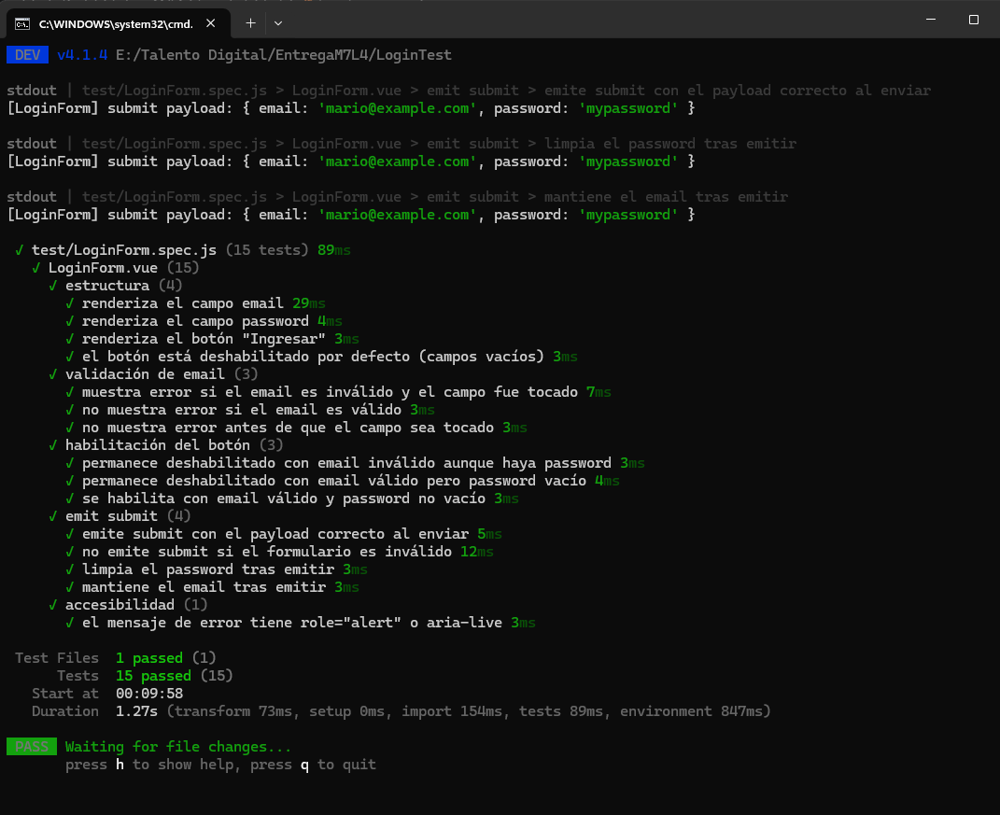 C:\WINDOWS\system32\cmd.
DEV v4.1.4 E:/Talento Digital/EntregaM7L4/LoginTest
stdout | test/LoginForm.spec.js > LoginForm.vue > emit submit > emite submit con el payload correcto al enviar
[LoginForm] submit payload: { email: 'mario@example.com', password: 'mypassword' }
stdout | test/LoginForm.spec.js > LoginForm.vue > emit submit > limpia el password tras emitir
[LoginForm] submit payload: { email: 'mario@example.com', password: 'mypassword' }
stdout | test/LoginForm.spec.js > LoginForm.vue > emit submit > mantiene el email tras emitir
[LoginForm] submit payload: { email: 'mario@example.com', password: 'mypassword' }
✓ test/LoginForm.spec.js (15 tests) 89ms
✓ LoginForm.vue (15)
✓ estructura (4)
✓ renderiza el campo email 29ms
✓ renderiza el campo password 4ms
✓ renderiza el botón "Ingresar" 3ms
✓ el botón está deshabilitado por defecto (campos vacíos) 3ms
✓ validación de email (3)
✓ muestra error si el email es inválido y el campo fue tocado 7ms
✓ no muestra error si el email es válido 3ms
✓ no muestra error antes de que el campo sea tocado 3ms
✓ habilitación del botón (3)
✓ permanece deshabilitado con email inválido aunque haya password 3ms
✓ permanece deshabilitado con email válido pero password vacío 4ms
✓ se habilita con email válido y password no vacío 3ms
✓ emit submit (4)
✓ emite submit con el payload correcto al enviar 5ms
✓ no emite submit si el formulario es inválido 12ms
✓ limpia el password tras emitir 3ms
✓ mantiene el email tras emitir 3ms
✓ accesibilidad (1)
✓ el mensaje de error tiene role="alert" o aria-live 3ms
Test Files 1 passed (1)
Tests 15 passed (15)
Start at 00:09:58
Duration 1.27s (transform 73ms, setup 0ms, import 154ms, tests 89ms, environment 847ms)
PASS Waiting for file changes...
press h to show help, press q to quit